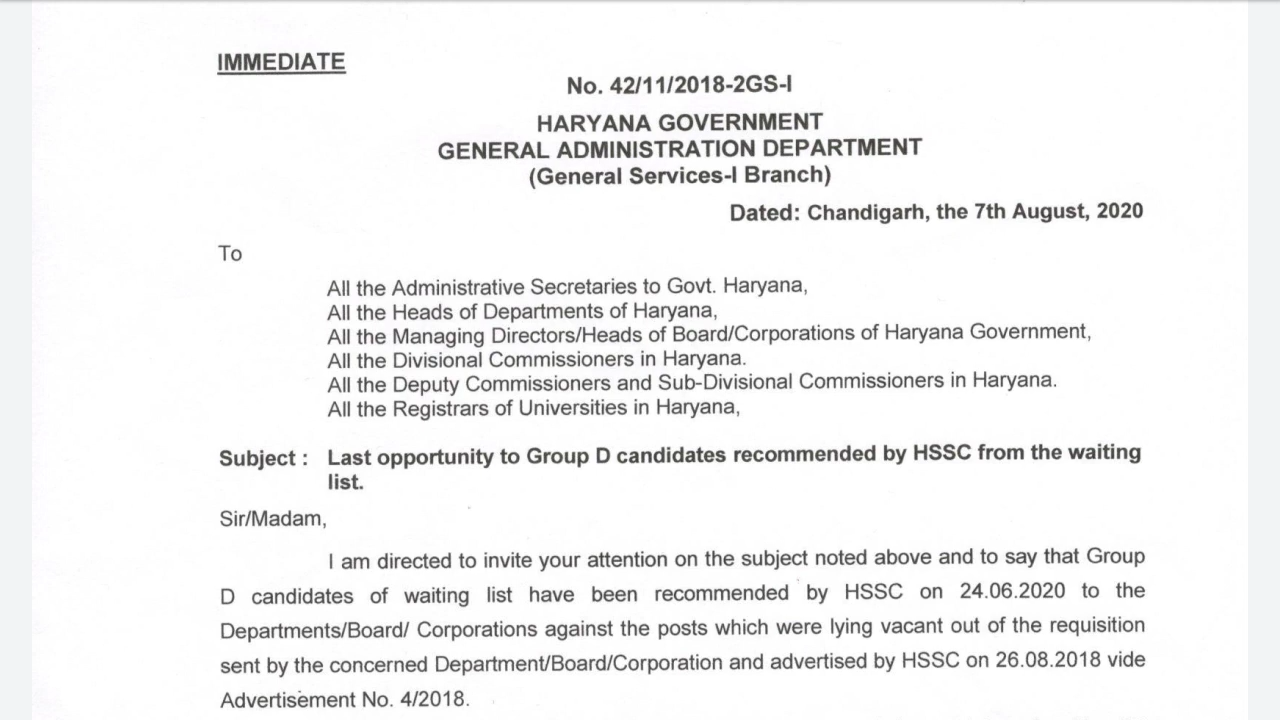 IMMEDIATE
No. 42/11/2018-2GS-I
HARYANA GOVERNMENT
GENERAL ADMINISTRATION DEPARTMENT
(General Services-I Branch)
Dated: Chandigarh, the 7th August, 2020
To
All the Administrative Secretaries to Govt. Haryana,
All the Heads of Departments of Haryana,
All the Managing Directors/Heads of Board/Corporations of Haryana Government,
All the Divisional Commissioners in Haryana.
All the Deputy Commissioners and Sub-Divisional Commissioners in Haryana.
All the Registrars of Universities in Haryana,
Subject : Last opportunity to Group D candidates recommended by HSSC from the waiting
list.
Sir/Madam,
I am directed to invite your attention on the subject noted above and to say that Group
D candidates of waiting list have been recommended by HSSC on 24.06.2020 to the
Departments/Board/ Corporations against the posts which were lying vacant out of the requisition
sent by the concerned Department/Board/Corporation and advertised by HSSC on 26.08.2018 vide
Advertisement No. 4/2018.